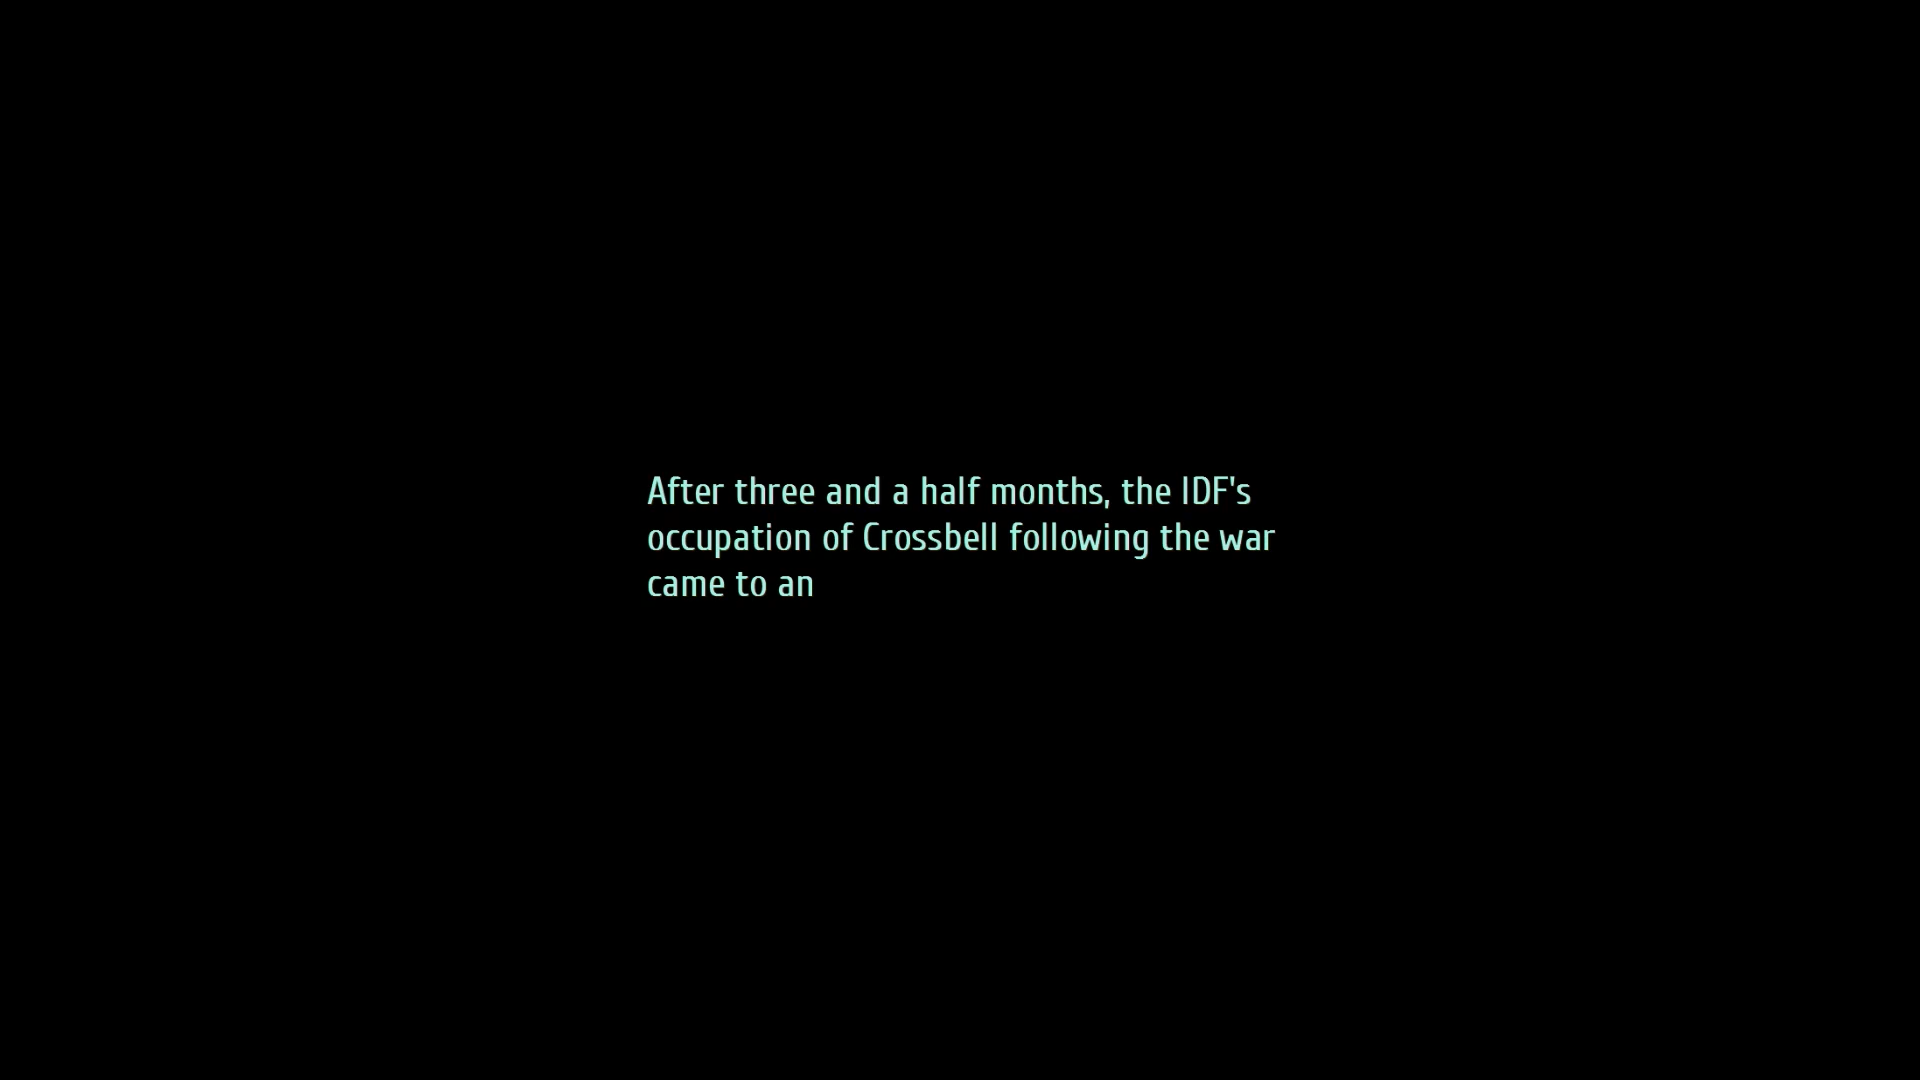 After three and a half months, the IDF's
occupation of Crossbell following the war
came to an